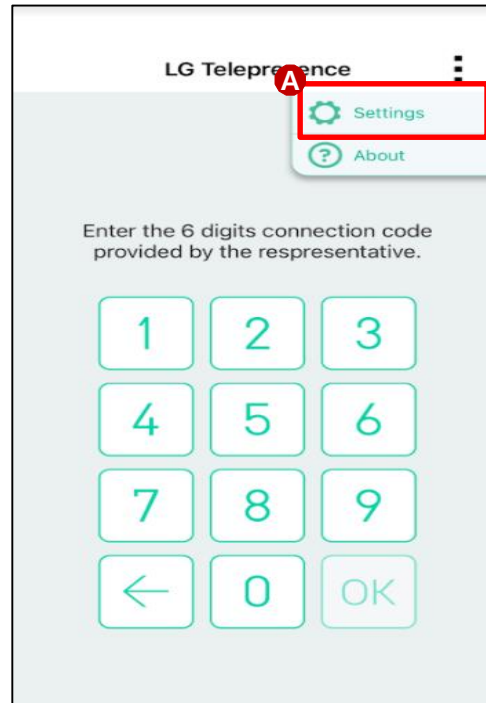 LG Telepresence
A
Settings
? About
Enter the 6 digits connection code
provided by the respresentative.
1 2 3
4 5 6
7 8 9
← 0 OK